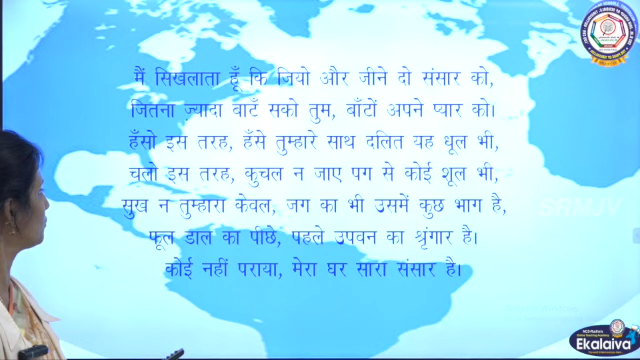 मैं सिखलाता हूँ कि जियो और जीने दो संसार को,
जितना ज़्यादा बाटँ सको तुम, बाँटों अपने प्यार को।
हँसो इस तरह, हँसे तुम्हारे साथ दलित यह धूल भी,
चलो इस तरह, कुचल न जाए पग से कोई शूल भी,
सुख न तुम्हारा केवल, जग का भी उसमें कुछ भाग है,
फूल डाल का पीछे, पहले उपवन का श्रृंगार है।
कोई नहीं पराया, मेरा घर सारा संसार है।
SRMJV
Ekalaiva